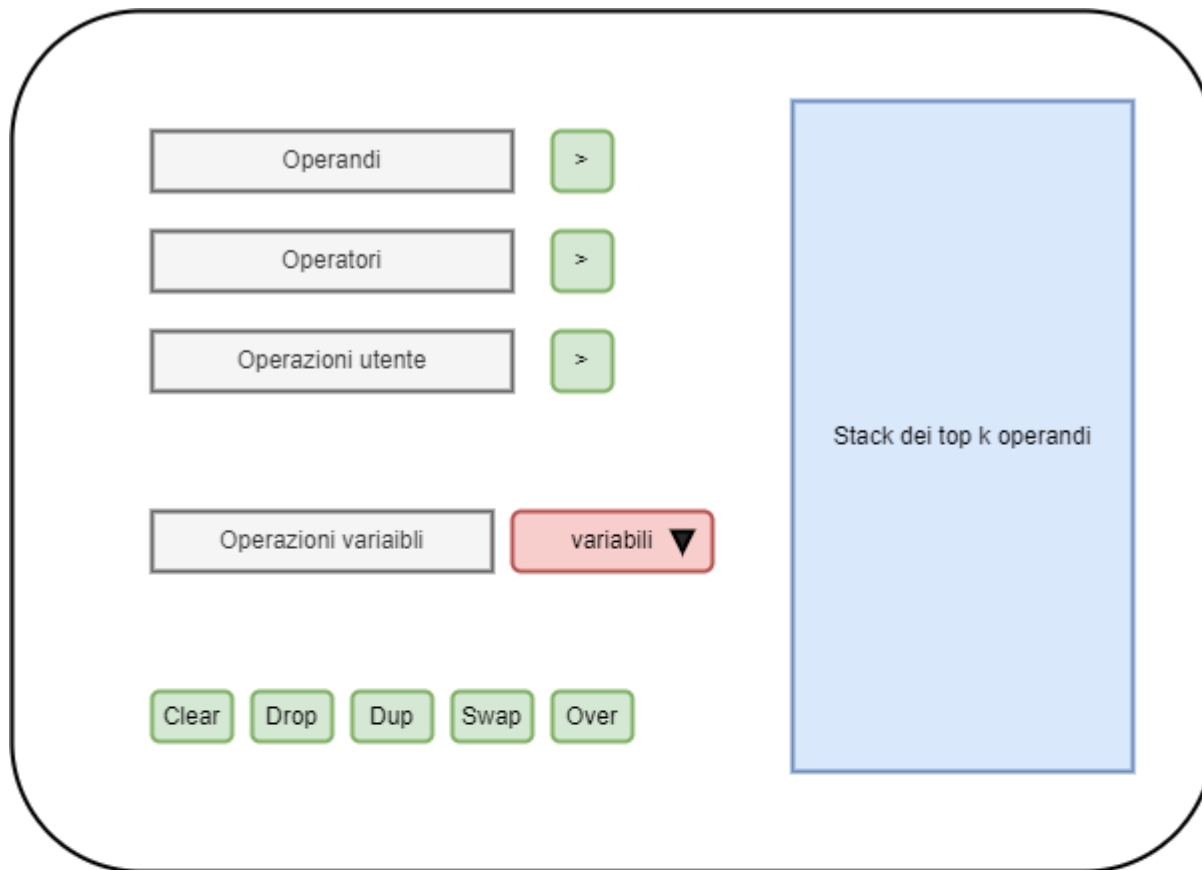 Operandi
>
Operatori
>
Operazioni utente
>
Stack dei top k operandi
Operazioni variaibli
variabili
Clear
Drop
Dup
Swap
Over